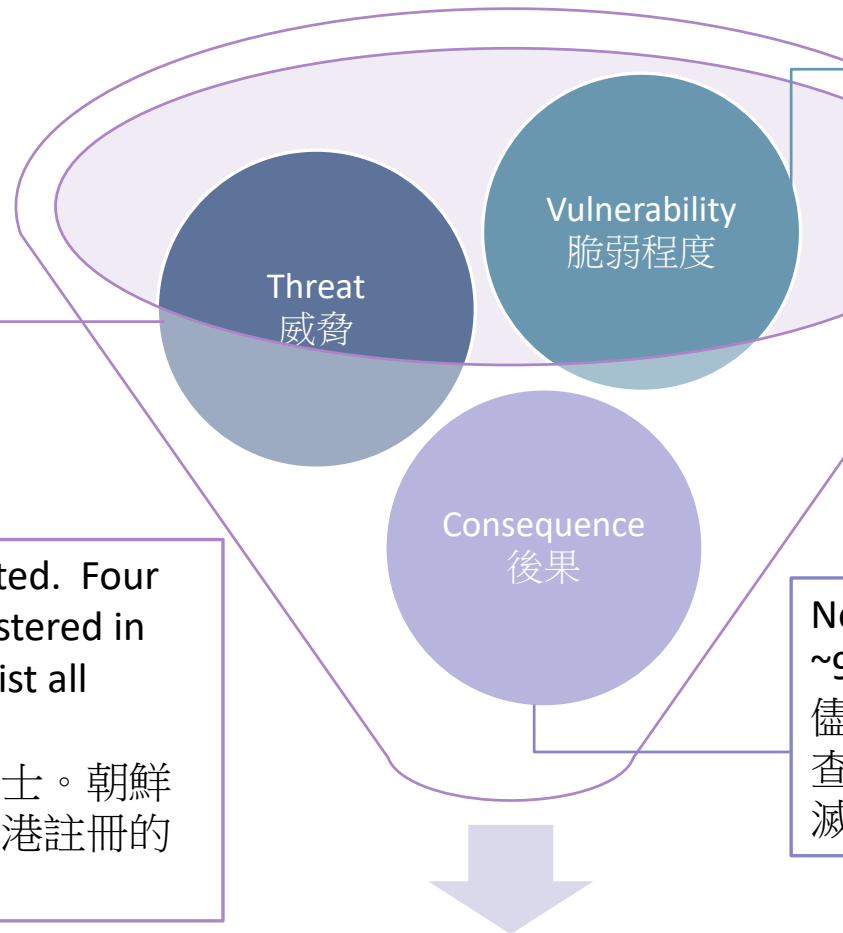 Vulnerability
脆弱程度
Threat
威脅
Consequence
後果
ted. Four
stered in
ist all
士。朝鮮
港註冊的
~9
儘
查
滅